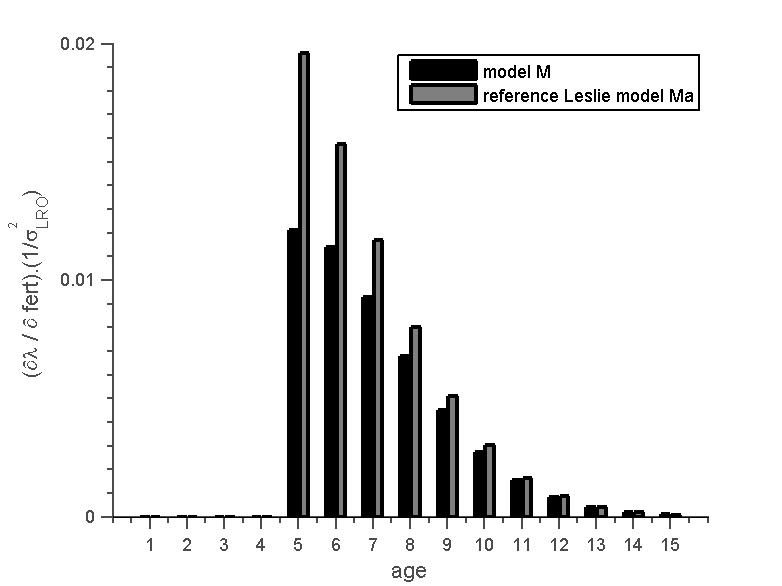 0.02
0.01
0
(∂λ / ∂ fert).(1/σ²LRO)
model M
reference Leslie model Ma
1 2 3 4 5 6 7 8 9 10 11 12 13 14 15
age